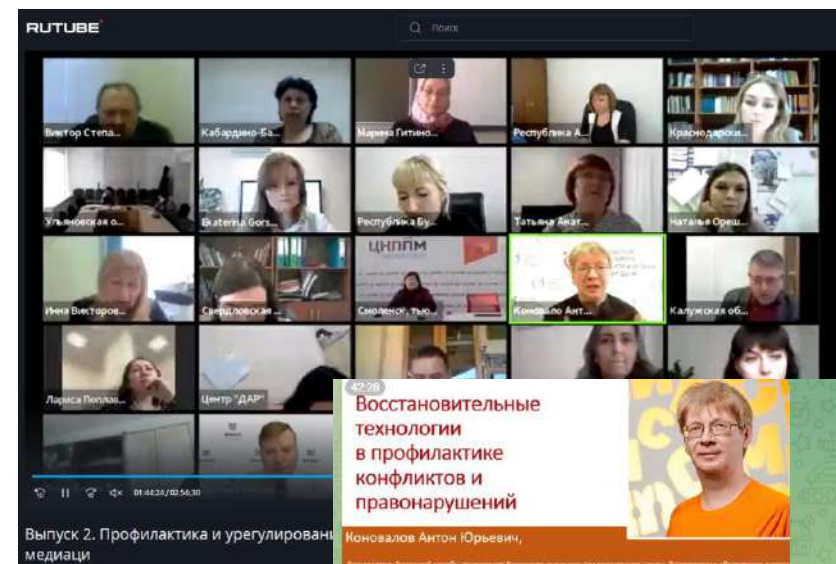 RUTUBE
Поиск
Виктор Степа...
Кабардино-Ба...
Марина Гитино...
Республика А...
Краснодарски...
Ульяновская о...
Ekaterina Gors...
Республика Бу...
Татьяна Анат...
Наталья Ореш...
ЦНППМ
Инна Викторов...
Свердловская ...
Смоленск, тью...
Коновало Ант...
Калужская об...
Лариса Поплав...
Центр "ДАР"
42:28
Восстановительные
технологии
в профилактике
конфликтов и
правонарушений
01:44:24/02:56:30
Выпуск 2. Профилактика и урегулировани
медиаци
Коновалов Антон Юрьевич,